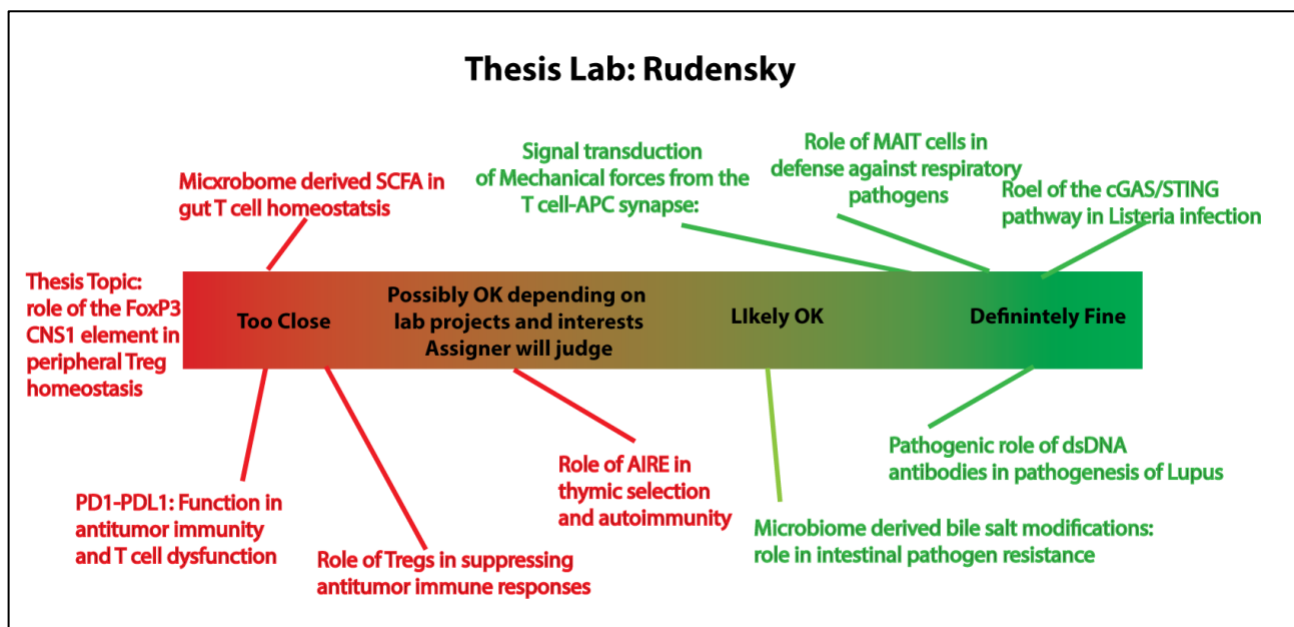 Thesis Lab: Rudensky
Signal transduction
of Mechanical forces from the
T cell-APC synapse:
Role of MAIT cells in
defense against respiratory
pathogens
Roel of the cGAS/STING
pathway in Listeria infection
Micxrobome derived SCFA in
gut T cell homeostatsis
Thesis Topic:
role of the FoxP3
CNS1 element in
peripheral Treg
homeostasis
Too Close
Possibly OK depending on
lab projects and interests
Assigner will judge
LIkely OK
Definintely Fine
PD1-PDL1: Function in
antitumor immunity
and T cell dysfunction
Role of Tregs in suppressing
antitumor immune responses
Role of AIRE in
thymic selection
and autoimmunity
Pathogenic role of dsDNA
antibodies in pathogenesis of Lupus
Microbiome derived bile salt modifications:
role in intestinal pathogen resistance